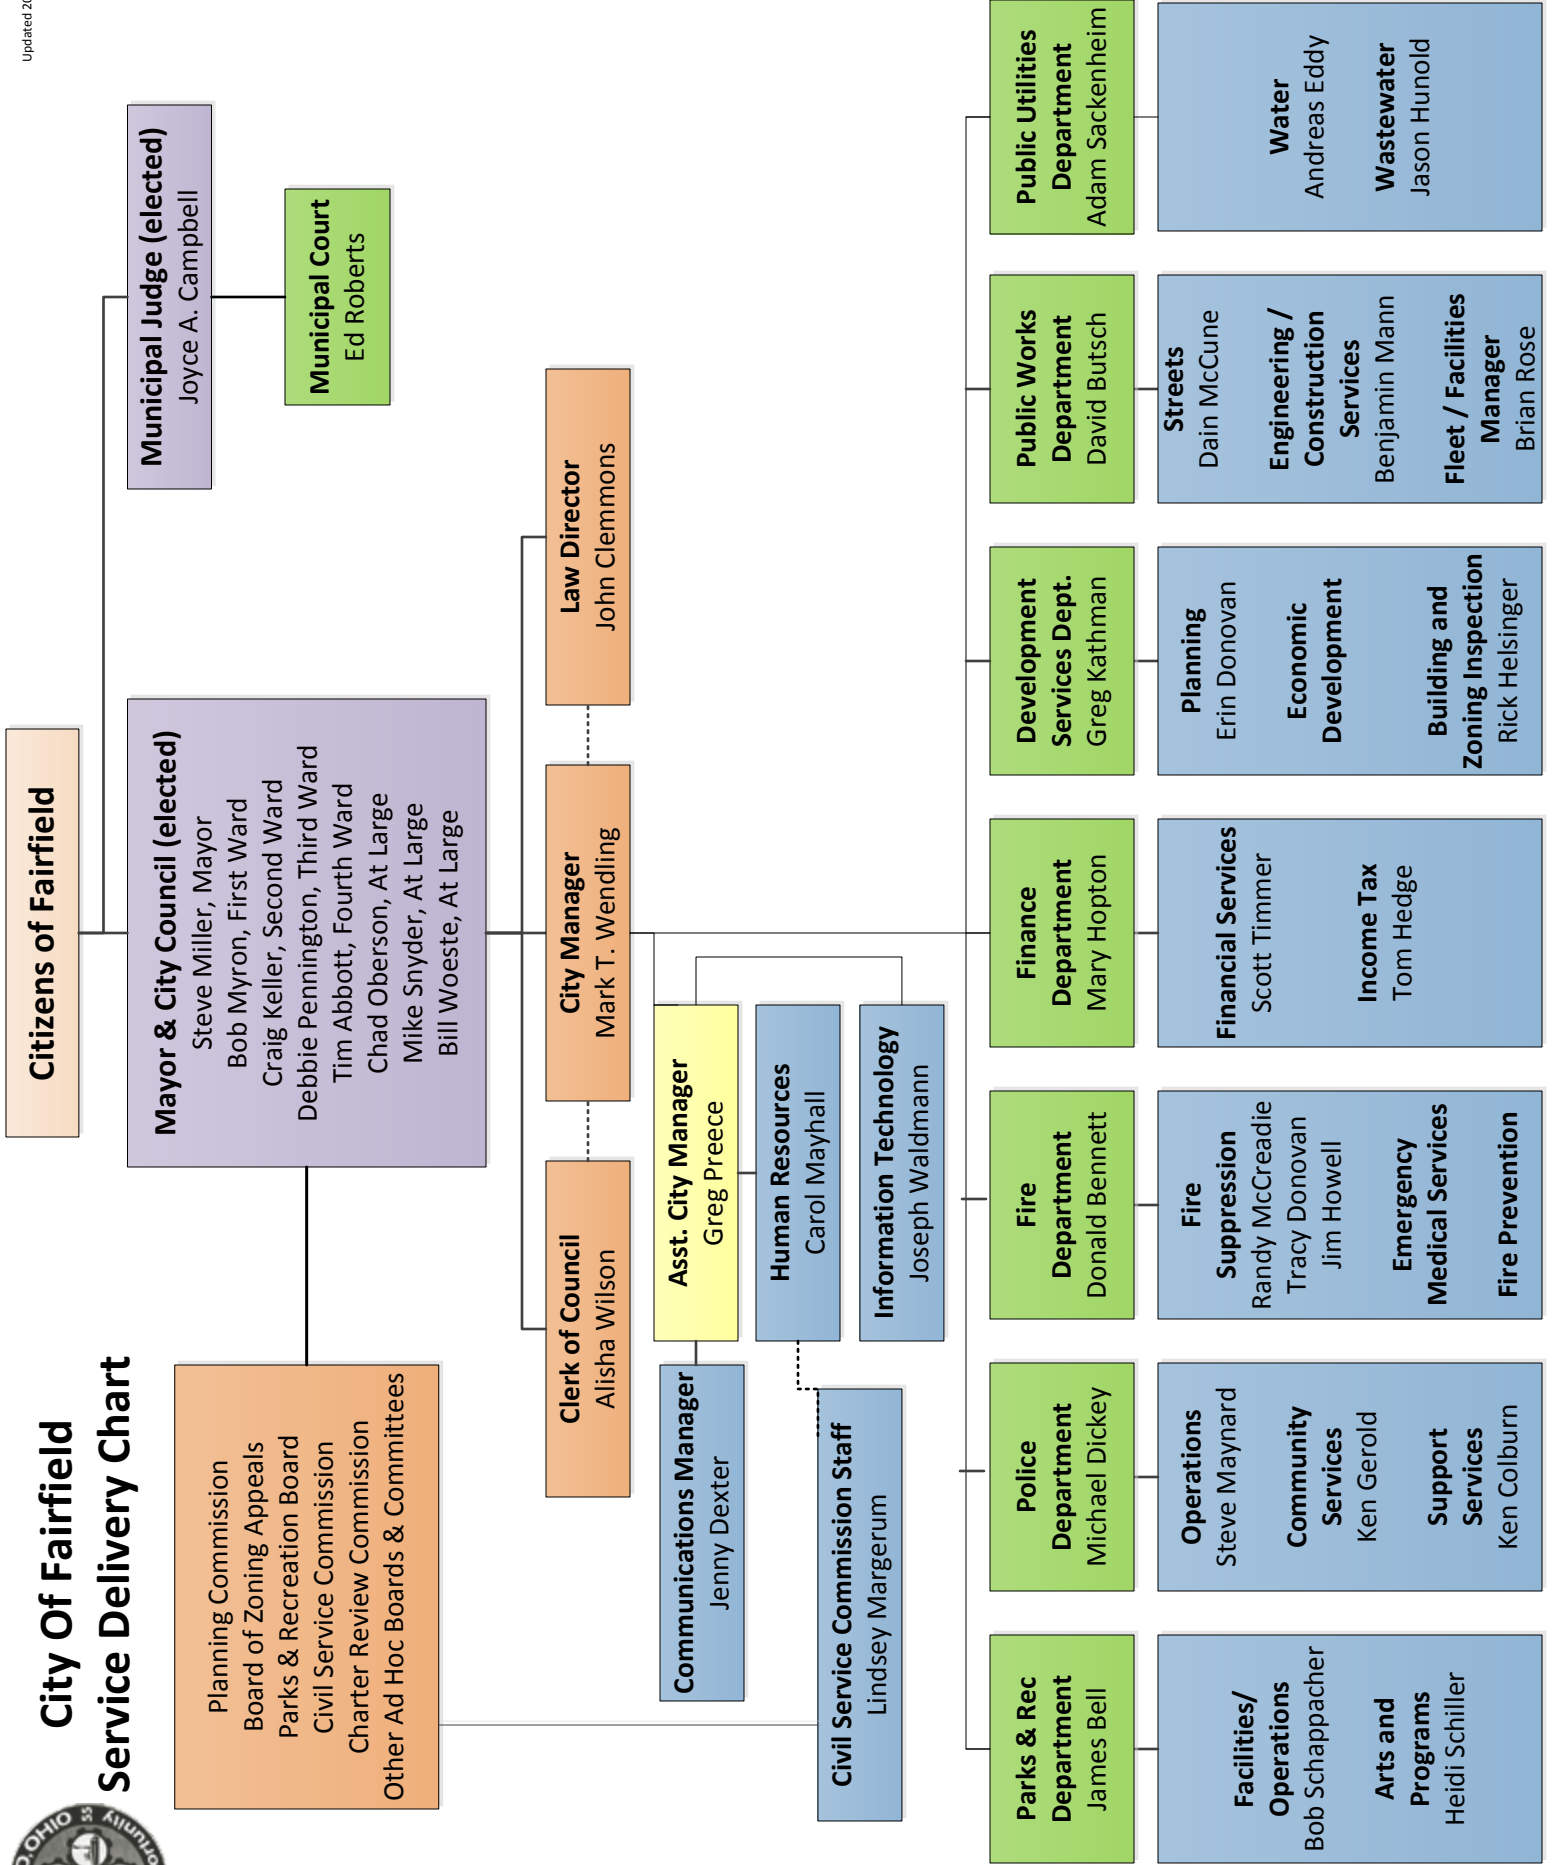 City Of Fairfield
Service Delivery Chart
OHIO
Citizens of Fairfield
Mayor & City Council (elected)
Steve Miller, Mayor
Bob Myron, First Ward
Craig Keller, Second Ward
Debbie Pennington, Third Ward
Tim Abbott, Fourth Ward
Chad Oberson, At Large
Mike Snyder, At Large
Bill Woeste, At Large
Municipal Judge (elected)
Joyce A. Campbell
Municipal Court
Ed Roberts
Planning Commission
Board of Zoning Appeals
Parks & Recreation Board
Civil Service Commission
Charter Review Commission
Other Ad Hoc Boards & Committees
Clerk of Council
Alisha Wilson
City Manager
Mark T. Wendling
Law Director
John Clemmons
Communications Manager
Jenny Dexter
Asst. City Manager
Greg Preece
Human Resources
Carol Mayhall
Information Technology
Joseph Waldmann
Civil Service Commission Staff
Lindsey Margerum
Parks & Rec
Department
James Bell
Facilities/
Operations
Bob Schappacher
Arts and
Programs
Heidi Schiller
Police
Department
Michael Dickey
Operations
Steve Maynard
Community
Services
Ken Gerold
Support
Services
Ken Colburn
Fire
Department
Donald Bennett
Fire
Suppression
Randy McCreadie
Tracy Donovan
Jim Howell
Emergency
Medical Services
Fire Prevention
Finance
Department
Mary Hopton
Financial Services
Scott Timmer
Income Tax
Tom Hedge
Development
Services Dept.
Greg Kathman
Planning
Erin Donovan
Economic
Development
Building and
Zoning Inspection
Rick Helsinger
Public Works
Department
David Butsch
Streets
Dain McCune
Engineering /
Construction
Services
Benjamin Mann
Fleet / Facilities
Manager
Brian Rose
Public Utilities
Department
Adam Sackenheim
Water
Andreas Eddy
Wastewater
Jason Hunold
Updated